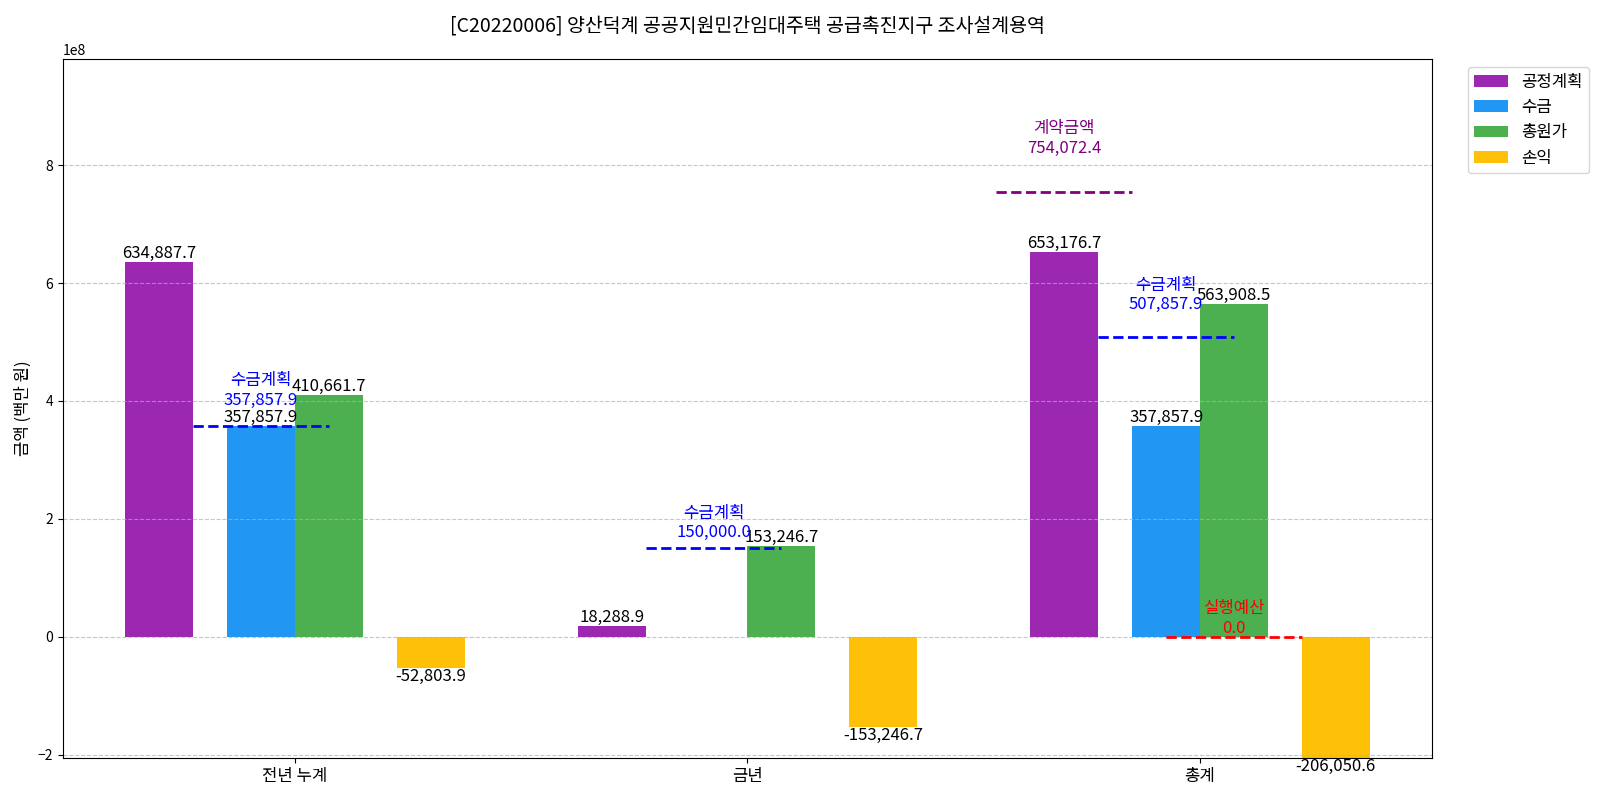 [C20220006] 양산덕계 공공지원민간임대주택 공급촉진지구 조사설계용역
1e8
공정계획
수금
총원가
손익
계약금액
754,072.4
8
634,887.7
653,176.7
수금계획
507,857.9
563,908.5
6
수금계획
357,857.9
410,661.7
357,857.9
357,857.9
4
금액 (백만 원)
수금계획
150,000.0
153,246.7
2
18,288.9
실행예산
0.0
0
-52,803.9
-153,246.7
-206,050.6
−2
전년 누계
금년
총계